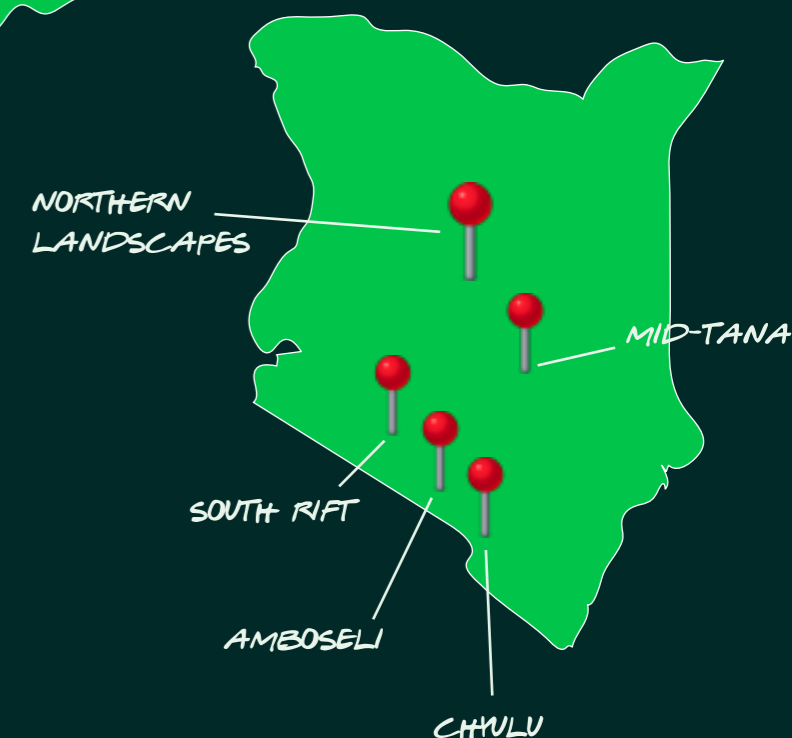 NORTHERN
LANDSCAPES
MID-TANA
SOUTH RIFT
AMBOSELI
CHYULU